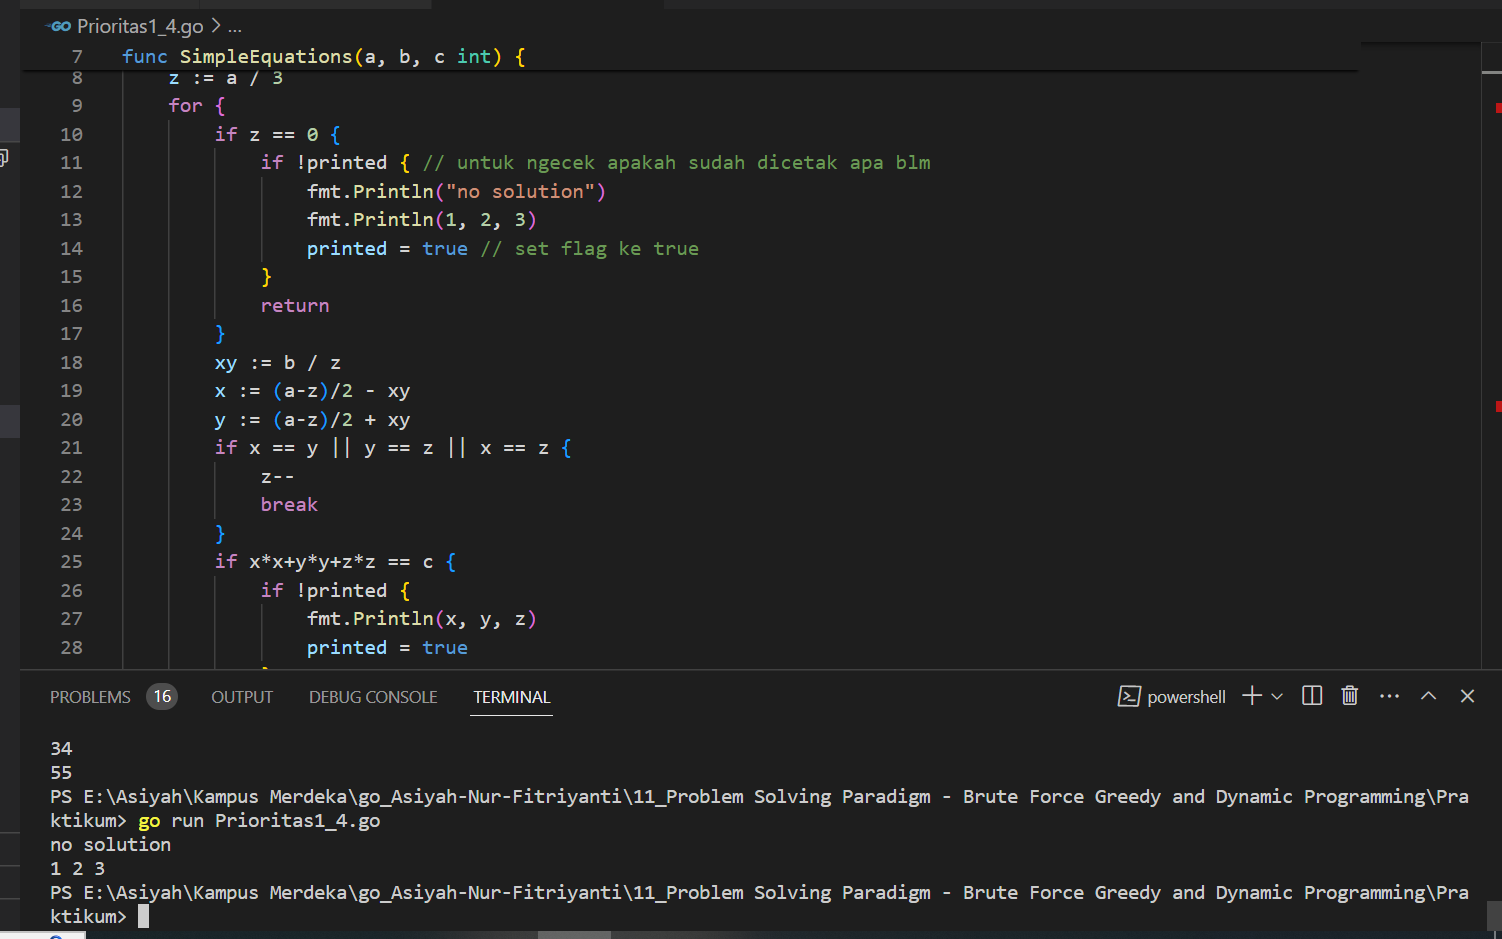 GO Prioritas1_4.go > ...
7 func SimpleEquations(a, b, c int) {
8 z := a / 3
9 for {
10 if z == 0 {
11 if !printed { // untuk ngecek apakah sudah dicetak apa blm
12 fmt.Println("no solution")
13 fmt.Println(1, 2, 3)
14 printed = true // set flag ke true
15 }
16 return
17 }
18 xy := b / z
19 x := (a-z)/2 - xy
20 y := (a-z)/2 + xy
21 if x == y || y == z || x == z {
22 z--
23 break
24 }
25 if x*x+y*y+z*z == c {
26 if !printed {
27 fmt.Println(x, y, z)
28 printed = true
PROBLEMS 16 OUTPUT DEBUG CONSOLE TERMINAL powershell
34
55
PS E:\Asiyah\Kampus Merdeka\go_Asiyah-Nur-Fitriyanti\11_Problem Solving Paradigm - Brute Force Greedy and Dynamic Programming\Pra
ktikum> go run Prioritas1_4.go
no solution
1 2 3
PS E:\Asiyah\Kampus Merdeka\go_Asiyah-Nur-Fitriyanti\11_Problem Solving Paradigm - Brute Force Greedy and Dynamic Programming\Pra
ktikum>